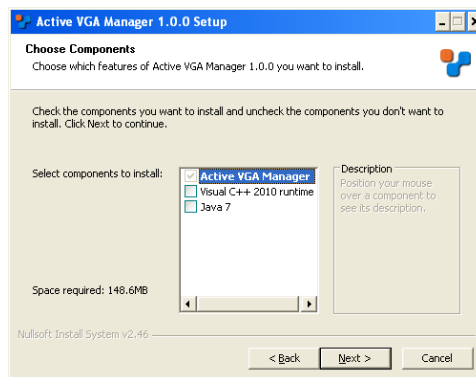 Active VGA Manager 1.0.0 Setup
Choose Components
Choose which features of Active VGA Manager 1.0.0 you want to install.
Check the components you want to install and uncheck the components you don't want to
install. Click Next to continue.
Select components to install:
Active VGA Manager
Visual C++ 2010 runtime
Java 7
Description
Position your mouse
over a component to
see its description.
Space required: 148.6MB
Nullsoft Install System v2.46
< Back
Next >
Cancel